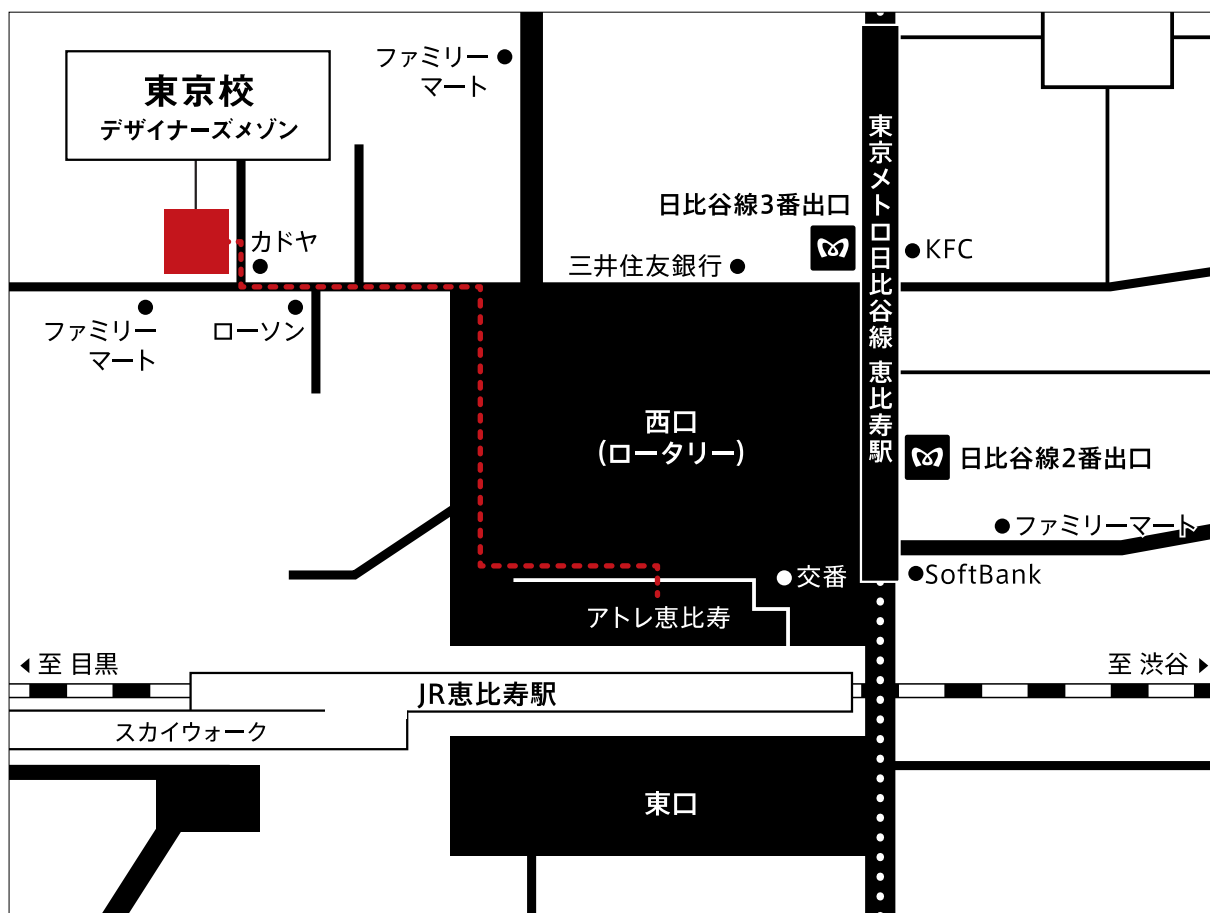 東京校
デザイナーズメゾン
ファミリー
マート
東京メトロ日比谷線 恵比寿駅
日比谷線3番出口
カドヤ
三井住友銀行
KFC
ファミリー
マート
ローソン
西口
(ロータリー)
日比谷線2番出口
ファミリーマート
交番
SoftBank
アトレ恵比寿
至 目黒
至 渋谷
JR恵比寿駅
スカイウォーク
東口